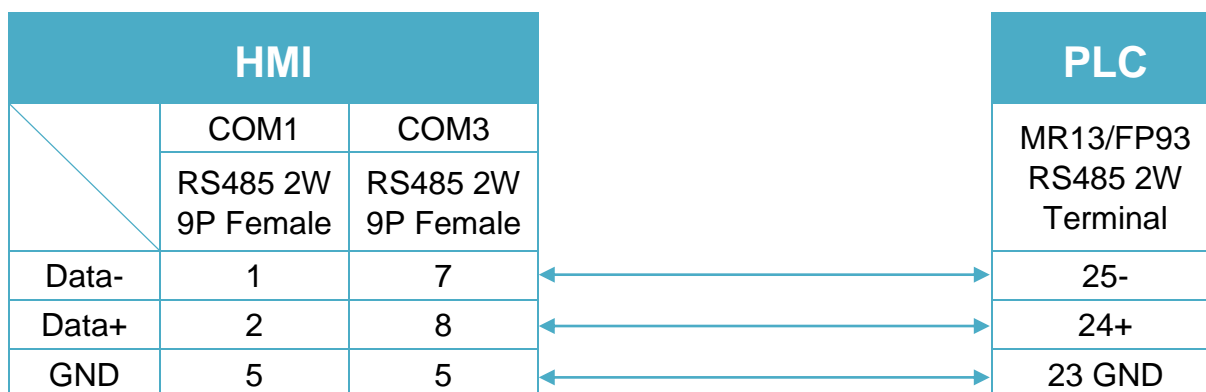 HMI
PLC
COM1
COM3
MR13/FP93
RS485 2W
Terminal
RS485 2W
9P Female
RS485 2W
9P Female
Data-
1
7
25-
Data+
2
8
24+
GND
5
5
23 GND